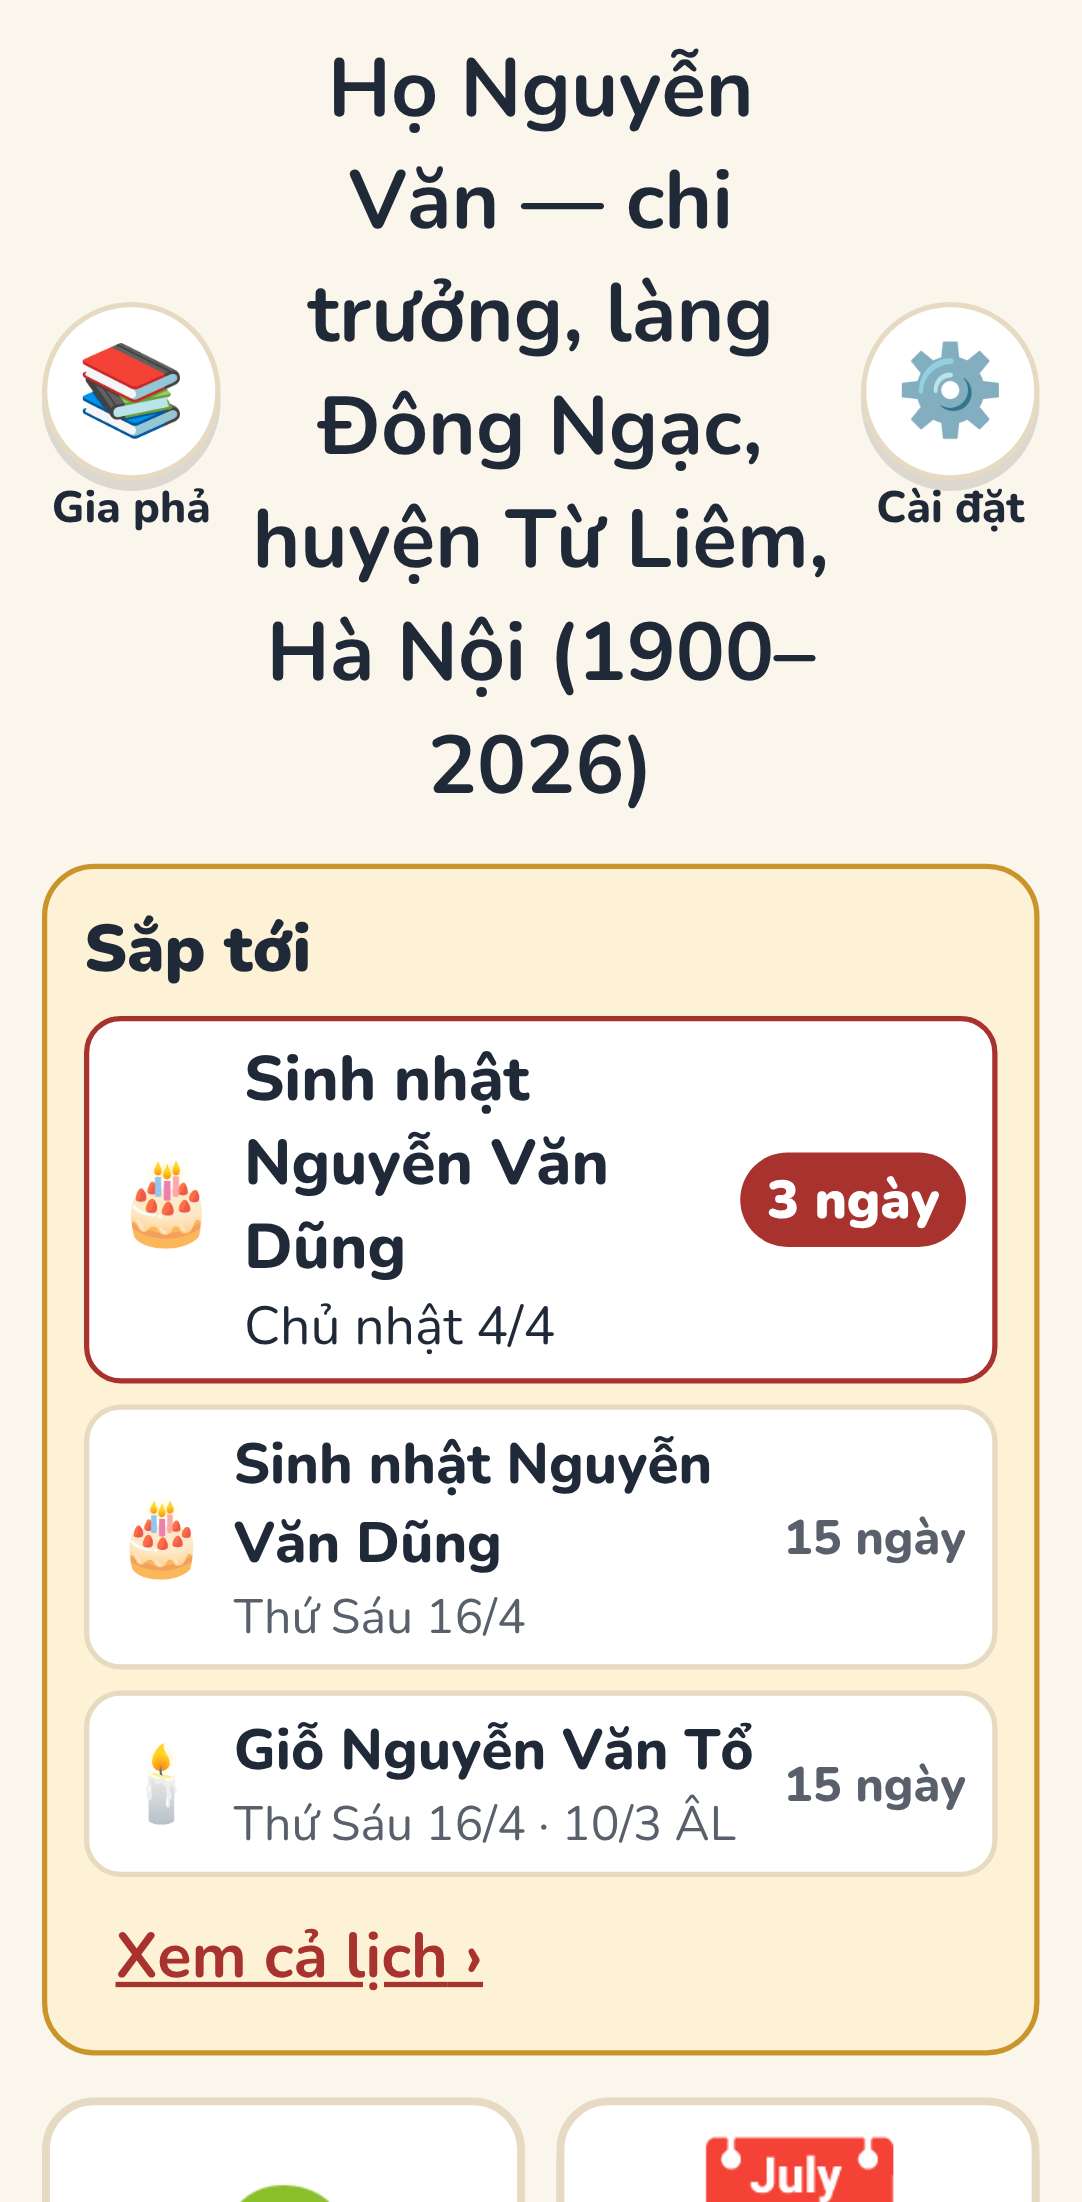 Họ Nguyễn
Văn — chi
trưởng, làng
Đông Ngạc,
huyện Từ Liêm,
Hà Nội (1900–
2026)
Gia phả
Cài đặt
Sắp tới
Sinh nhật
Nguyễn Văn
Dũng
Chủ nhật 4/4
3 ngày
Sinh nhật Nguyễn
Văn Dũng
Thứ Sáu 16/4
15 ngày
Giỗ Nguyễn Văn Tổ
Thứ Sáu 16/4 · 10/3 ÂL
15 ngày
Xem cả lịch ›
July